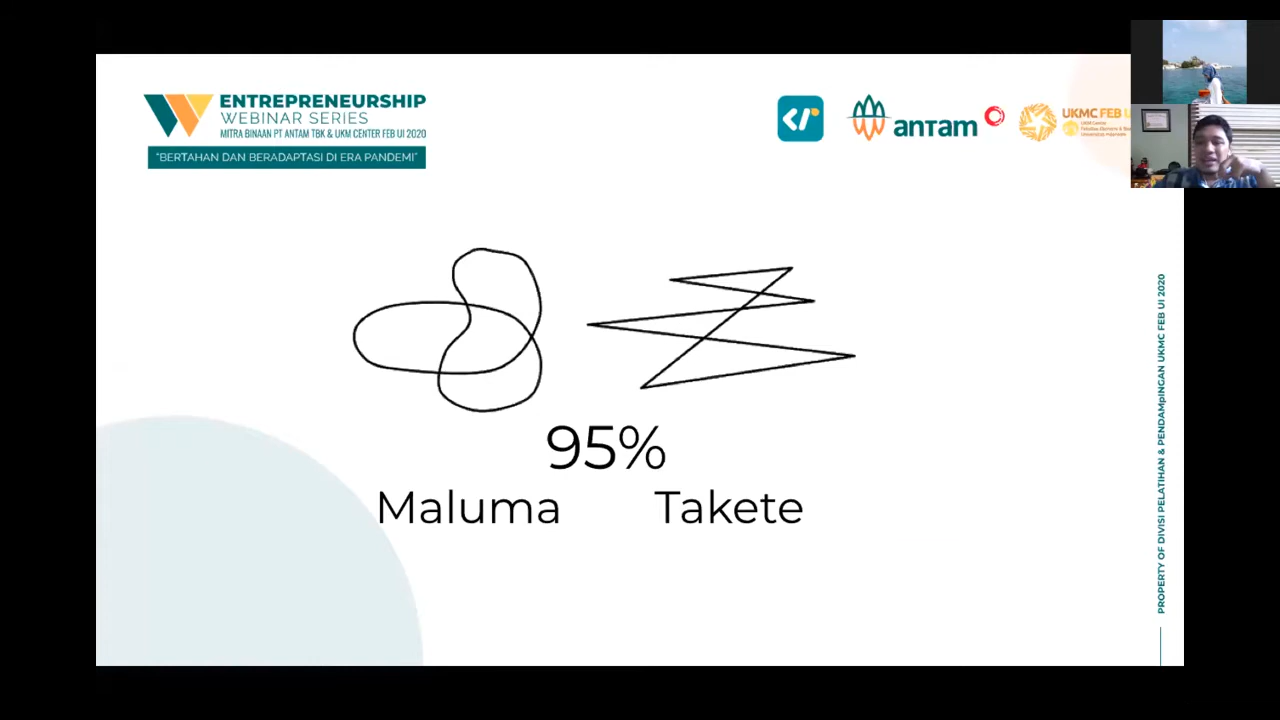 ENTREPRENEURSHIP
WEBINAR SERIES
MITRA BINAAN PT ANTAM TBK & UKM CENTER FEB UI 2020
"BERTAHAN DAN BERADAPTASI DI ERA PANDEMI"
antam
UKMC FEB U
95%
Maluma Takete
PROPERTY OF DIVISI PELATIHAN & PENDAMpINGAN UKMC FEB UI 2020